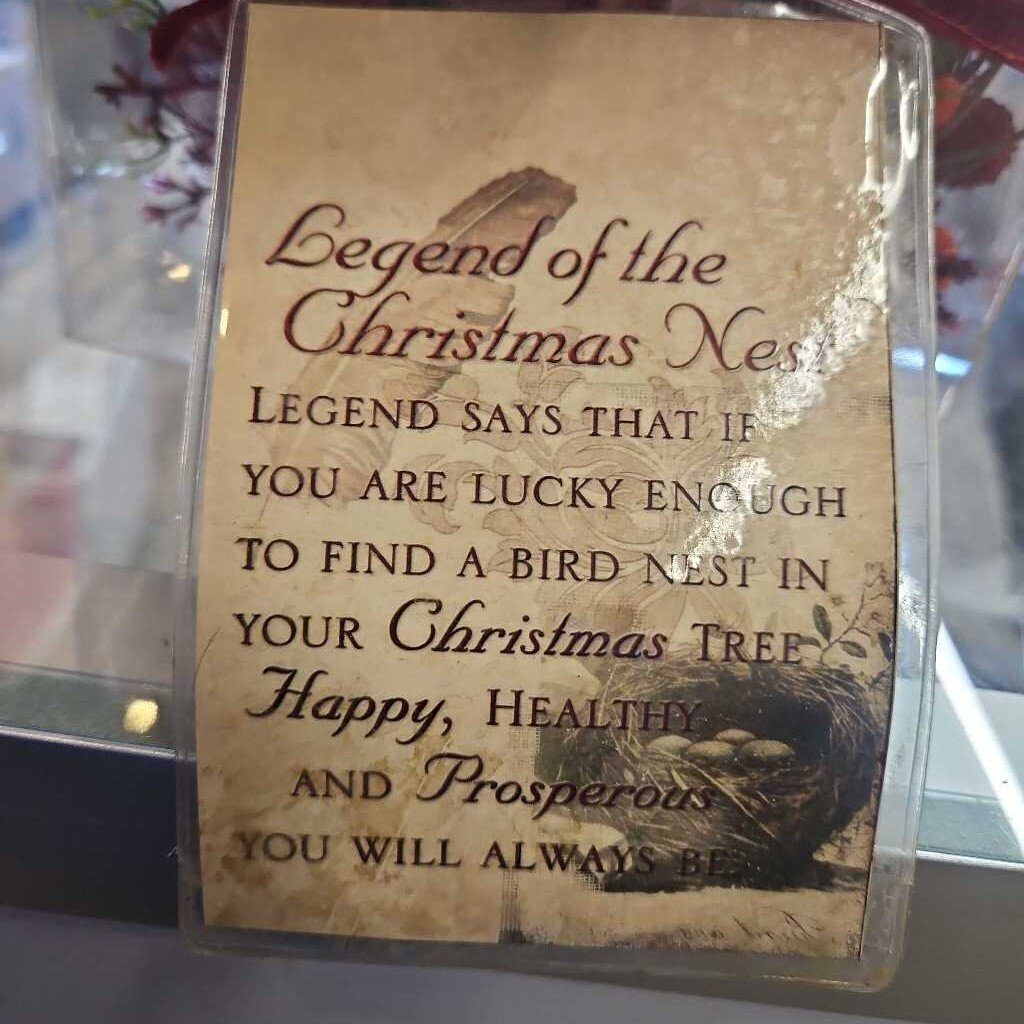 Legend of the
Christmas Nest
LEGEND SAYS THAT IF
YOU ARE LUCKY ENOUGH
TO FIND A BIRD NEST IN
YOUR Christmas TREE
Happy, HEALTHY
AND Prosperous
YOU WILL ALWAYS BE